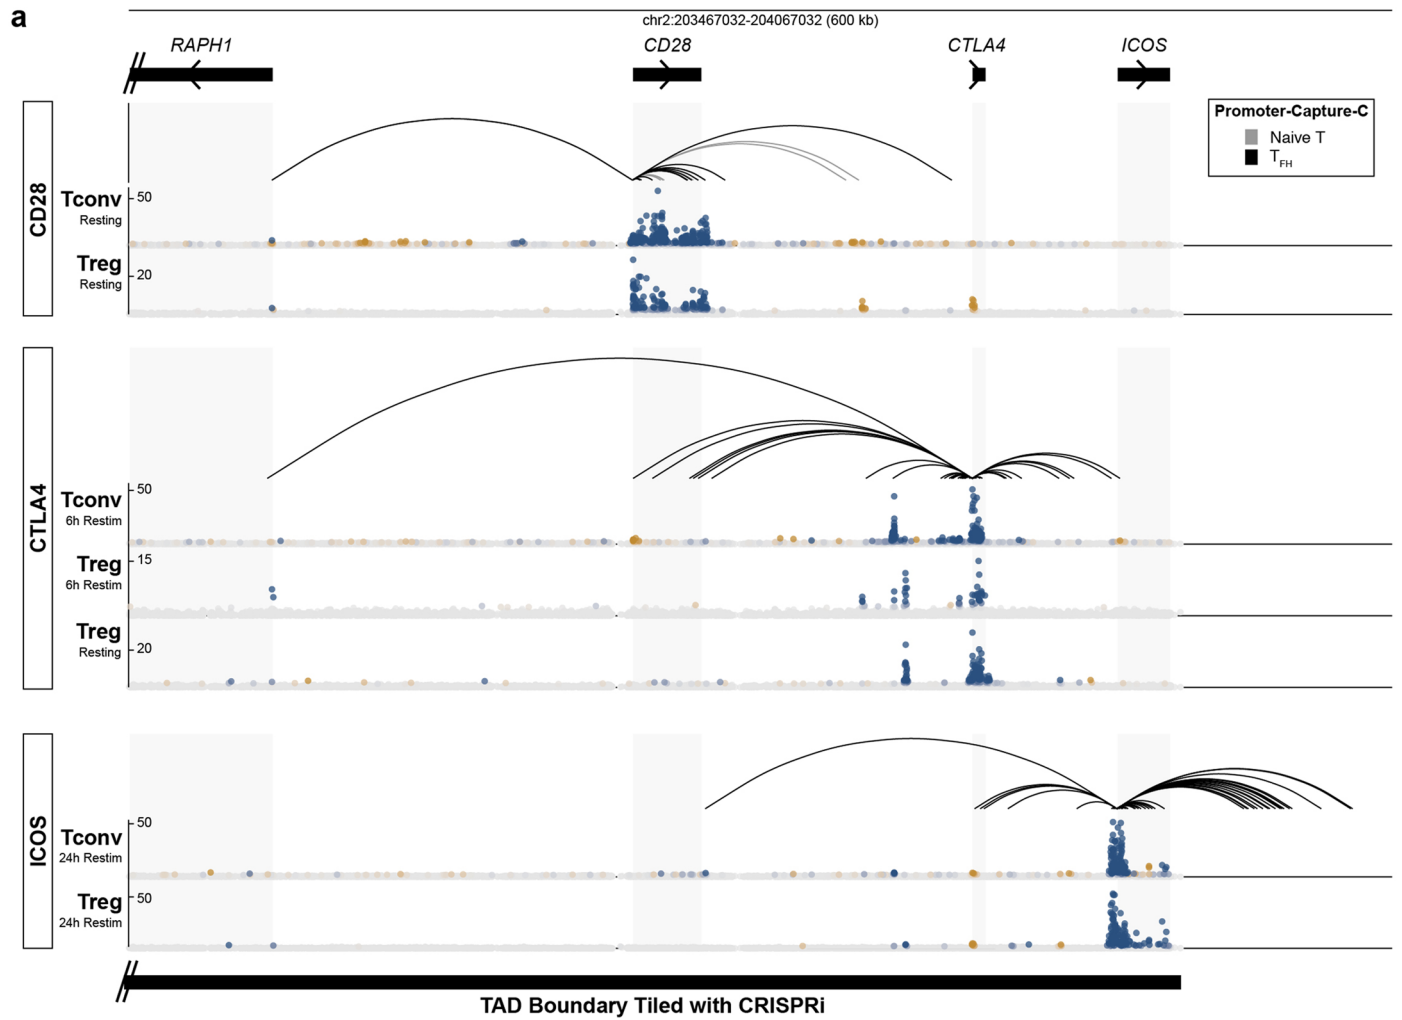 a
chr2:203467032-204067032 (600 kb)
RAPH1
CD28
CTLA4
ICOS
Promoter-Capture-C
Naive T
TFH
CD28
Tconv
Resting
50
Treg
Resting
20
CTLA4
Tconv
6h Restim
50
Treg
6h Restim
15
Treg
Resting
20
ICOS
Tconv
24h Restim
50
Treg
24h Restim
50
TAD Boundary Tiled with CRISPRi